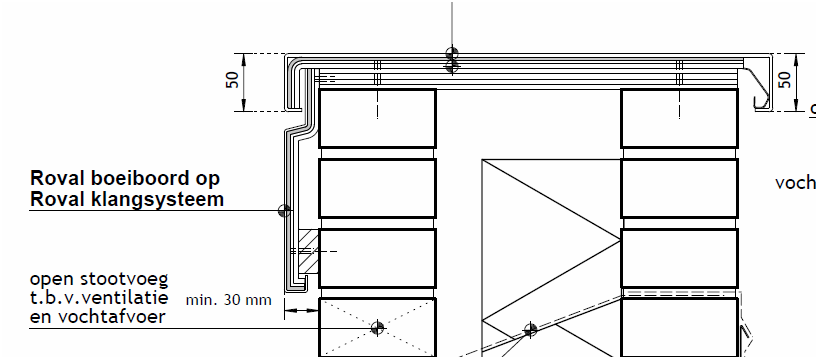 50
50
Roval boeiboord op
Roval klangsysteem
voch
open stootvoeg
t.b.v.ventilatie
en vochtafvoer
min. 30 mm